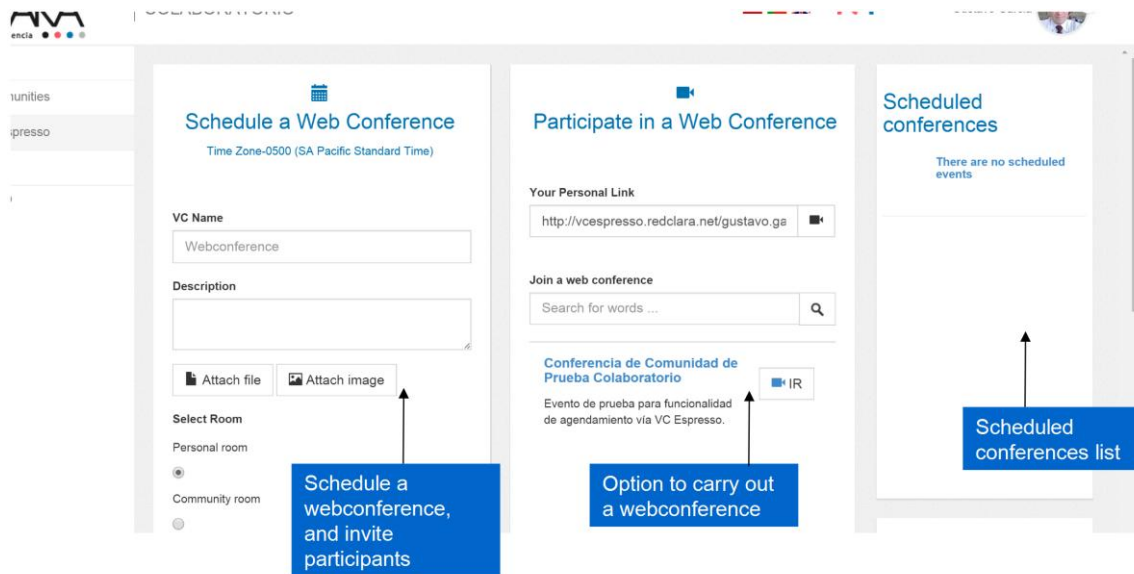 encia
Schedule a Web Conference
Time Zone-0500 (SA Pacific Standard Time)
VC Name
Webconference
Description
Attach file
Attach image
Select Room
Personal room
Community room
Schedule a
webconference,
and invite
participants
Participate in a Web Conference
Your Personal Link
http://vcespresso.redclara.net/gustavo.ga
Join a web conference
Search for words ...
Conferencia de Comunidad de
Prueba Colaboratorio
IR
Evento de prueba para funcionalidad
de agendamiento vía VC Espresso.
Option to carry out
a webconference
Scheduled
conferences
There are no scheduled
events
Scheduled
conferences list